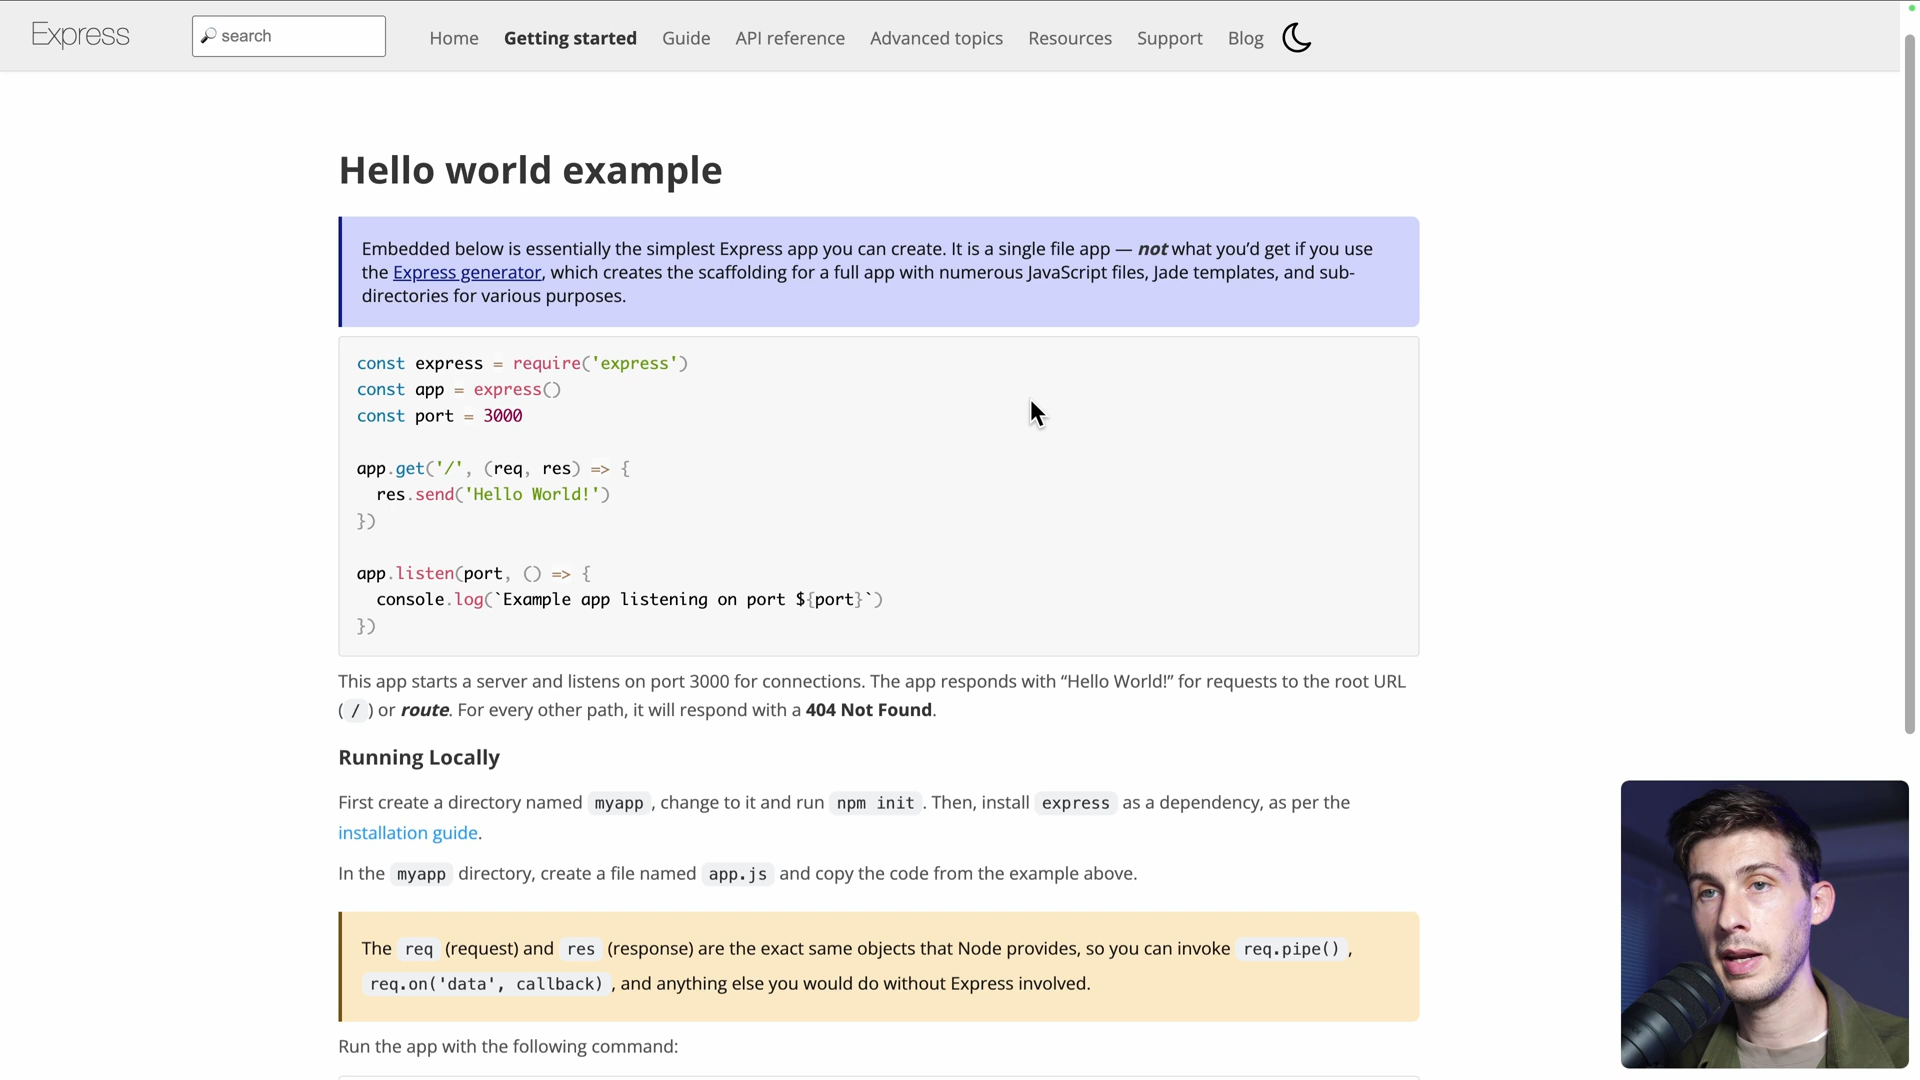 Express
search
Home Getting started Guide API reference Advanced topics Resources Support Blog
Hello world example
Embedded below is essentially the simplest Express app you can create. It is a single file app — not what you’d get if you use
the Express generator, which creates the scaffolding for a full app with numerous JavaScript files, Jade templates, and sub-
directories for various purposes.
const express = require('express')
const app = express()
const port = 3000
app.get('/', (req, res) => {
  res.send('Hello World!')
})
app.listen(port, () => {
  console.log(`Example app listening on port ${port}`)
})
This app starts a server and listens on port 3000 for connections. The app responds with “Hello World!” for requests to the root URL
( / ) or route. For every other path, it will respond with a 404 Not Found.
Running Locally
First create a directory named myapp , change to it and run npm init . Then, install express as a dependency, as per the
installation guide.
In the myapp directory, create a file named app.js and copy the code from the example above.
The req (request) and res (response) are the exact same objects that Node provides, so you can invoke req.pipe() ,
req.on('data', callback) , and anything else you would do without Express involved.
Run the app with the following command: